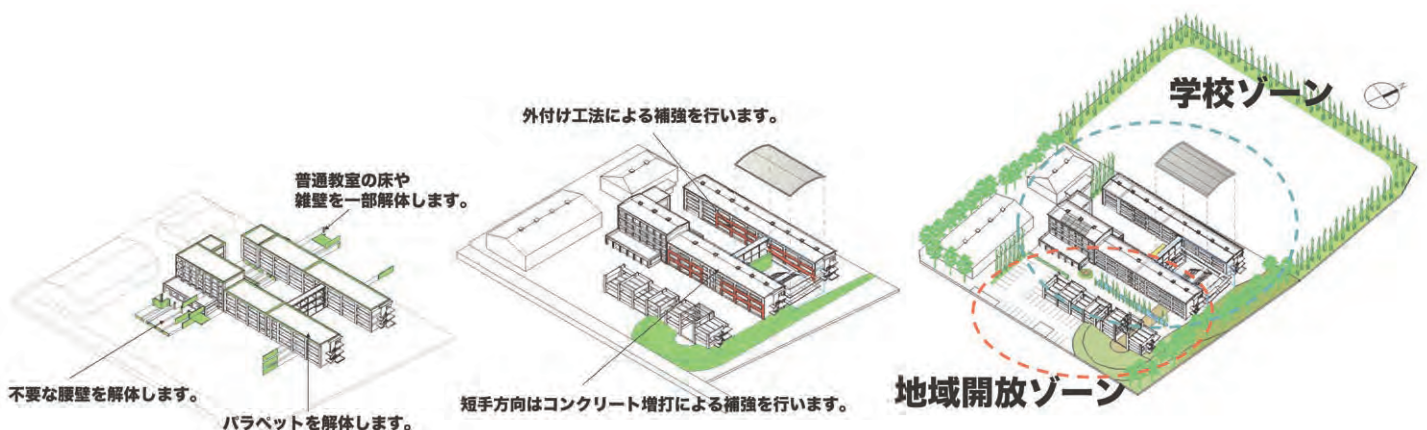 普通教室の床や
雑壁を一部解体します。
不要な腰壁を解体します。
パラペットを解体します。
外付け工法による補強を行います。
短手方向はコンクリート増打による補強を行います。
学校ゾーン
地域開放ゾーン